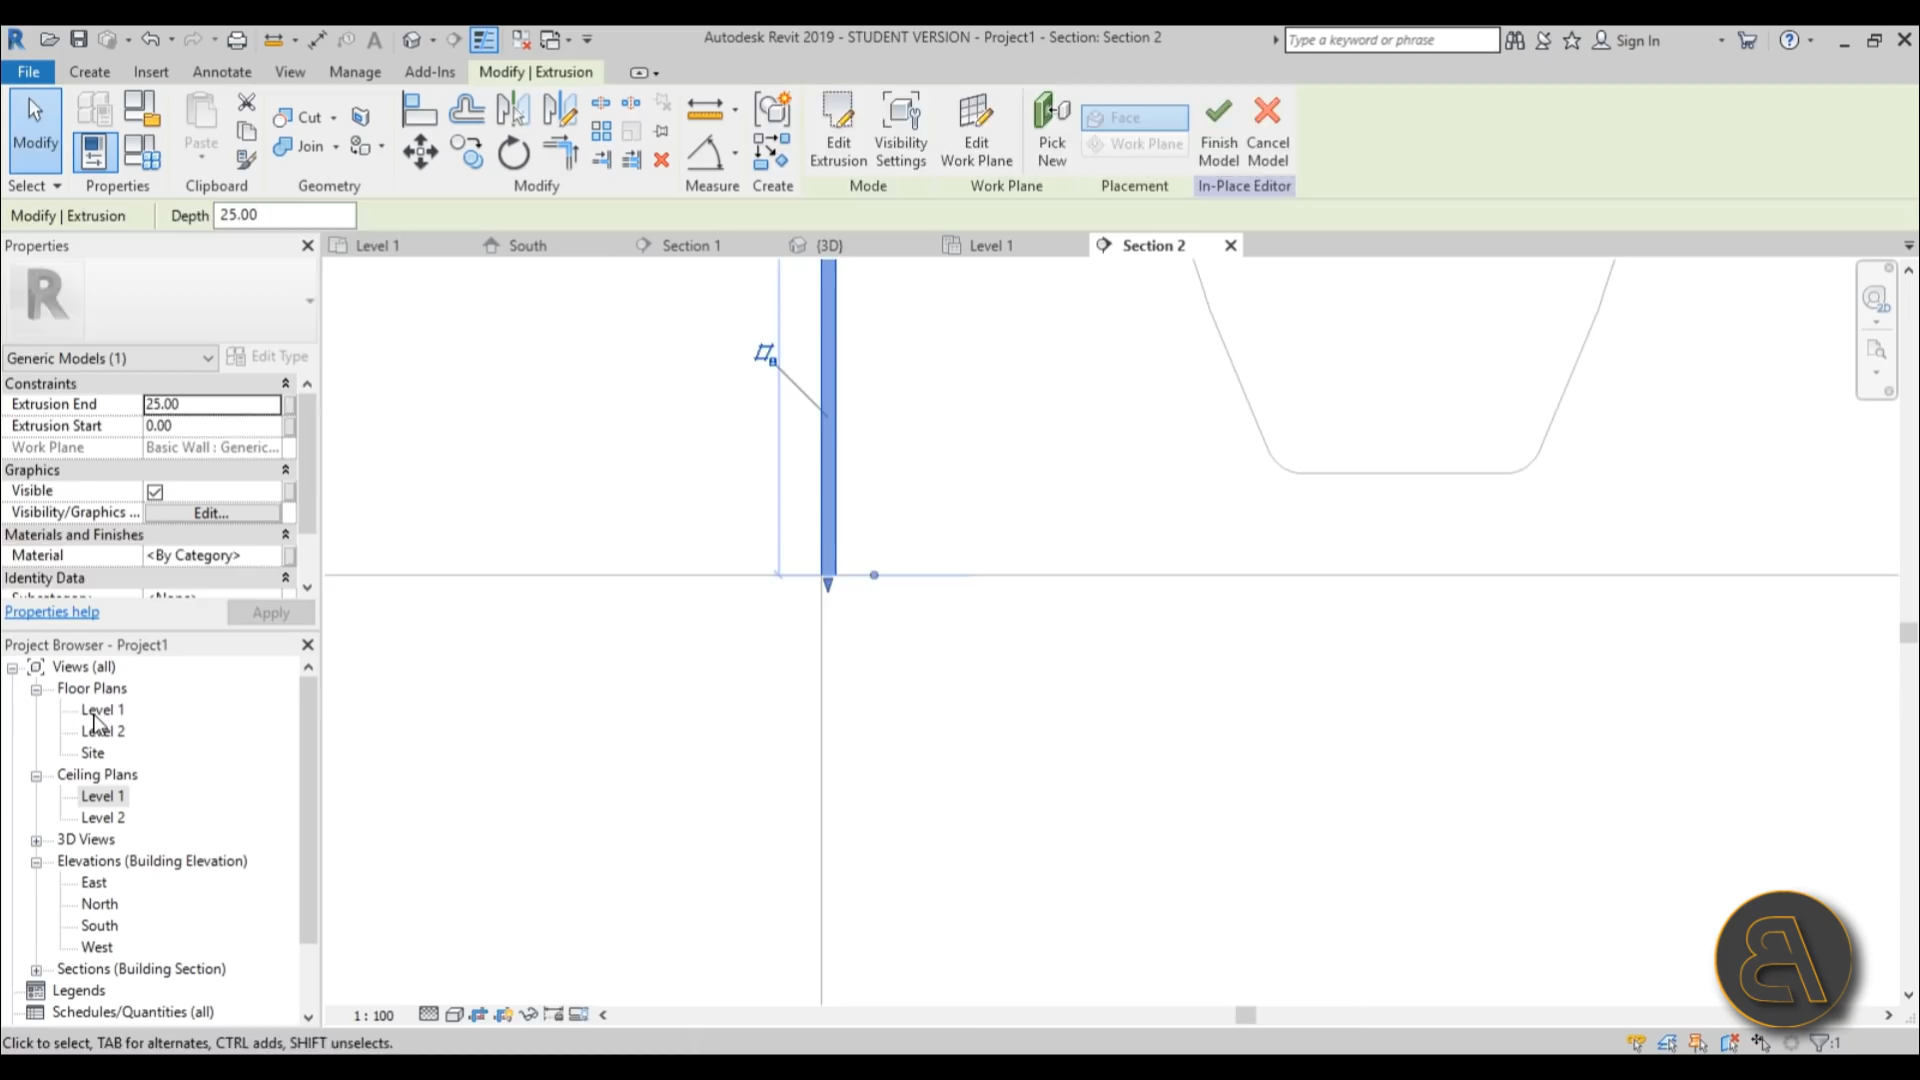 Autodesk Revit 2019 - STUDENT VERSION - Project1 - Section: Section 2
Type a keyword or phrase
Sign In
File
Create
Insert
Annotate
View
Manage
Add-Ins
Modify | Extrusion
Modify
Paste
Cut
Join
Edit Extrusion
Visibility Settings
Edit Work Plane
Pick New
Face
Work Plane
Finish Model
Cancel Model
Select
Properties
Clipboard
Geometry
Modify
Measure
Create
Mode
Work Plane
Placement
In-Place Editor
Modify | Extrusion
Depth
25.00
Properties
Level 1
South
Section 1
{3D}
Level 1
Section 2
2D
Generic Models (1)
Edit Type
Constraints
Extrusion End
25.00
Extrusion Start
0.00
Work Plane
Basic Wall : Generic...
Graphics
Visible
Visibility/Graphics ...
Edit...
Materials and Finishes
Material
<By Category>
Identity Data
Properties help
Apply
Project Browser - Project1
Views (all)
Floor Plans
Level 1
Level 2
Site
Ceiling Plans
Level 1
Level 2
3D Views
Elevations (Building Elevation)
East
North
South
West
Sections (Building Section)
Legends
Schedules/Quantities (all)
1 : 100
Click to select, TAB for alternates, CTRL adds, SHIFT unselects.
:1